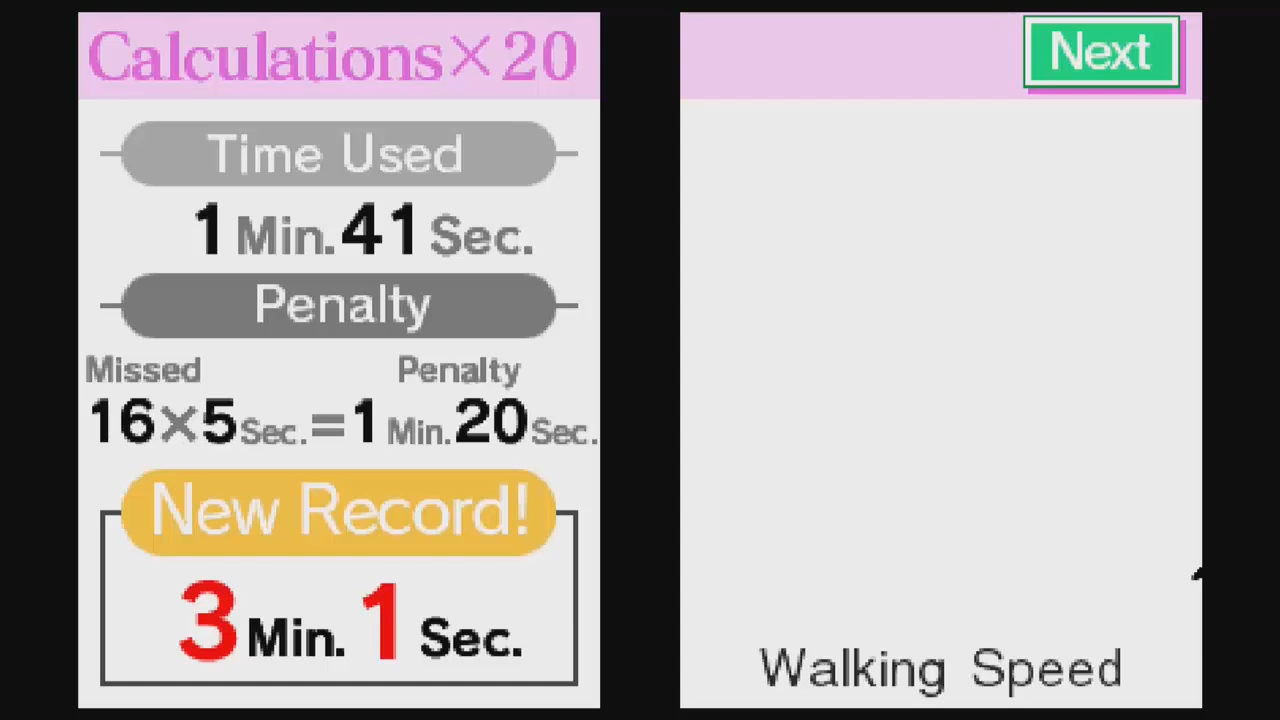 Calculations×20
Time Used
1 Min. 41 Sec.
Penalty
Missed Penalty
16×5 Sec.=1 Min. 20 Sec.
New Record!
3 Min. 1 Sec.
Next
Walking Speed